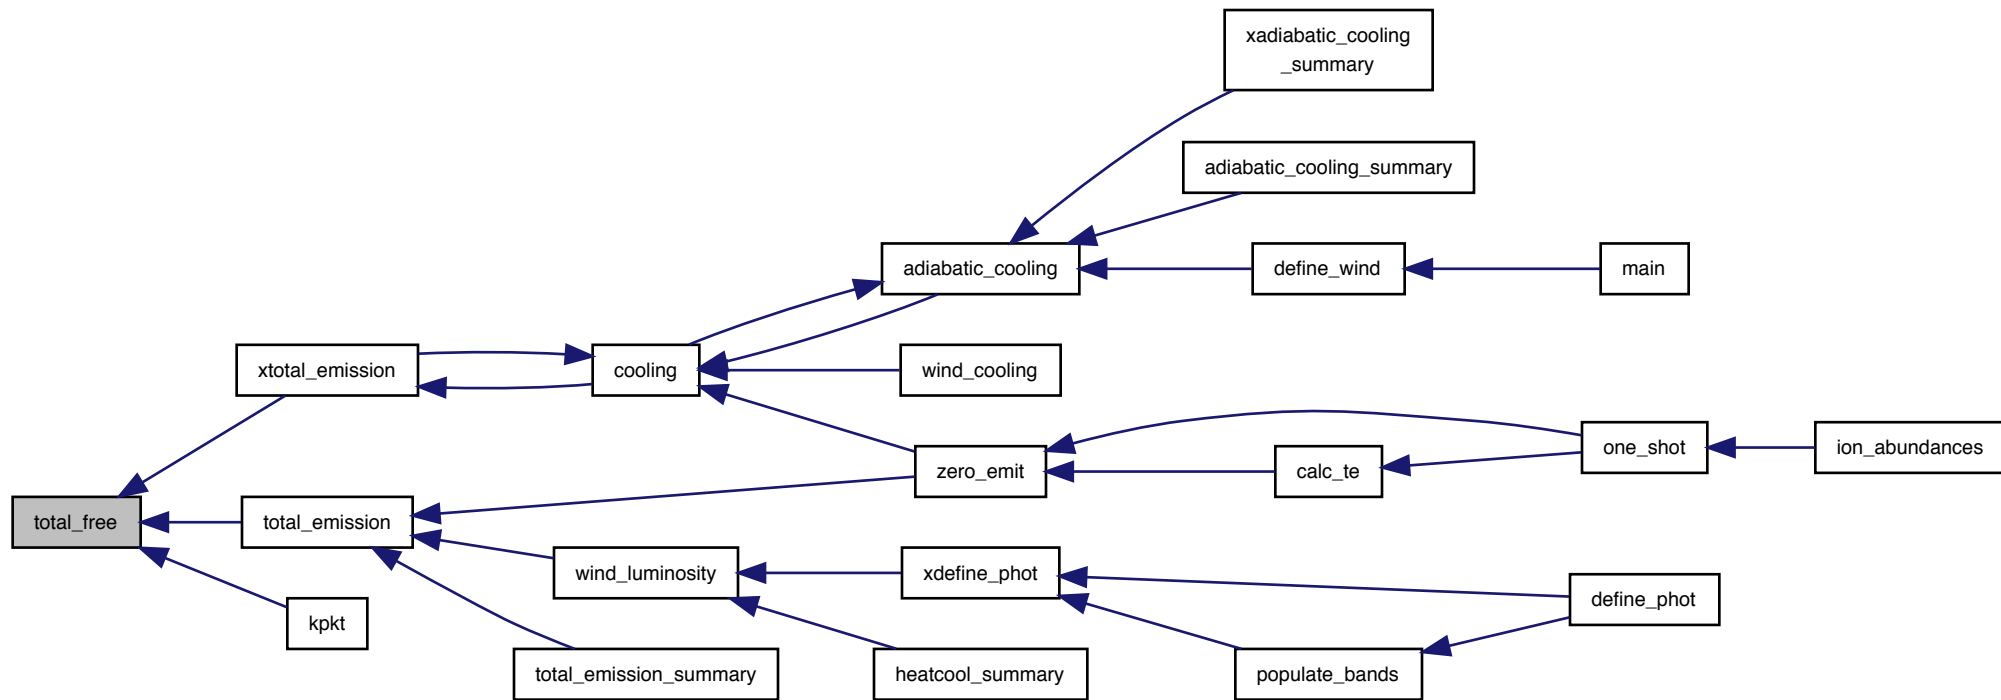 xadiabatic_cooling
_summary
adiabatic_cooling_summary
adiabatic_cooling
define_wind
main
xtotal_emission
cooling
wind_cooling
one_shot
ion_abundances
zero_emit
calc_te
total_free
total_emission
wind_luminosity
xdefine_phot
define_phot
kpkt
total_emission_summary
heatcool_summary
populate_bands